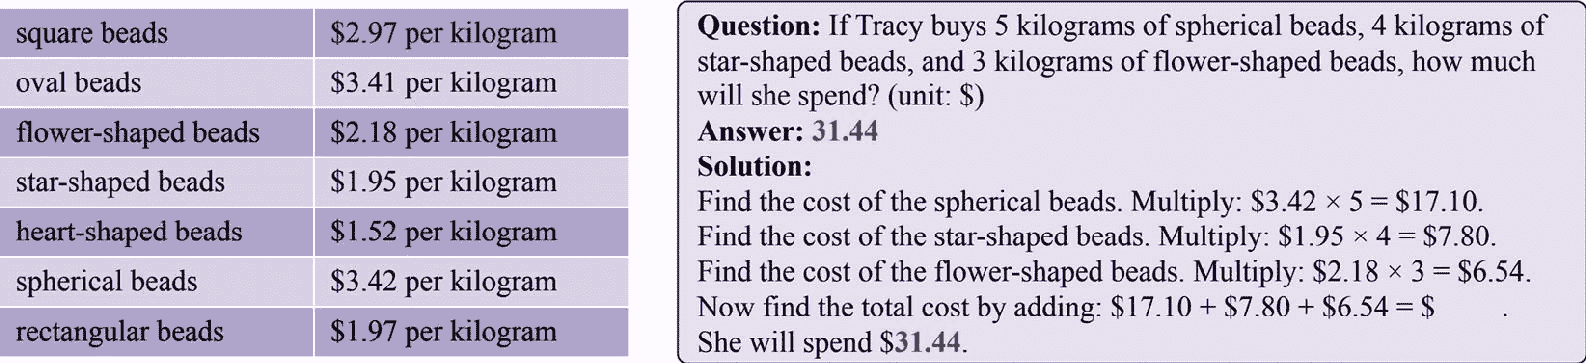 square beads $2.97 per kilogram
oval beads $3.41 per kilogram
flower-shaped beads $2.18 per kilogram
star-shaped beads $1.95 per kilogram
heart-shaped beads $1.52 per kilogram
spherical beads $3.42 per kilogram
rectangular beads $1.97 per kilogram
Question: If Tracy buys 5 kilograms of spherical beads, 4 kilograms of
star-shaped beads, and 3 kilograms of flower-shaped beads, how much
will she spend? (unit: $)
Answer: 31.44
Solution:
Find the cost of the spherical beads. Multiply: $3.42 × 5 = $17.10.
Find the cost of the star-shaped beads. Multiply: $1.95 × 4 = $7.80.
Find the cost of the flower-shaped beads. Multiply: $2.18 × 3 = $6.54.
Now find the total cost by adding: $17.10 + $7.80 + $6.54 = $ .
She will spend $31.44.